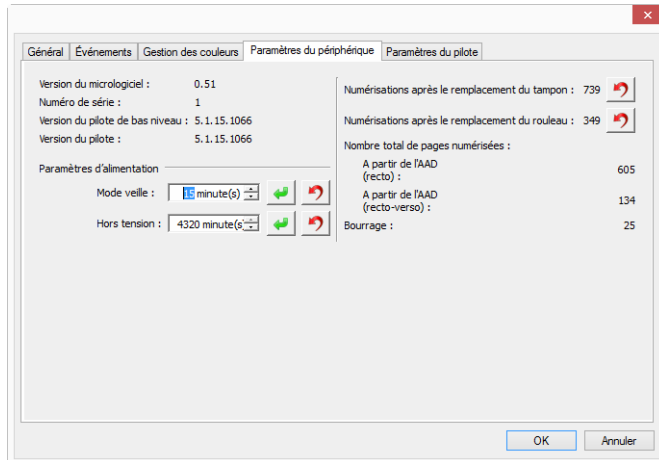 Général Événements Gestion des couleurs Paramètres du périphérique Paramètres du pilote
Version du micrologiciel : 0.51
Numéro de série : 1
Version du pilote de bas niveau : 5.1.15.1066
Version du pilote : 5.1.15.1066
Paramètres d'alimentation
Mode veille : 15 minute(s)
Hors tension : 4320 minute(s
Numérisations après le remplacement du tampon : 739
Numérisations après le remplacement du rouleau : 349
Nombre total de pages numérisées :
A partir de l'AAD
(recto) : 605
A partir de l'AAD
(recto-verso) : 134
Bourrage : 25
OK Annuler